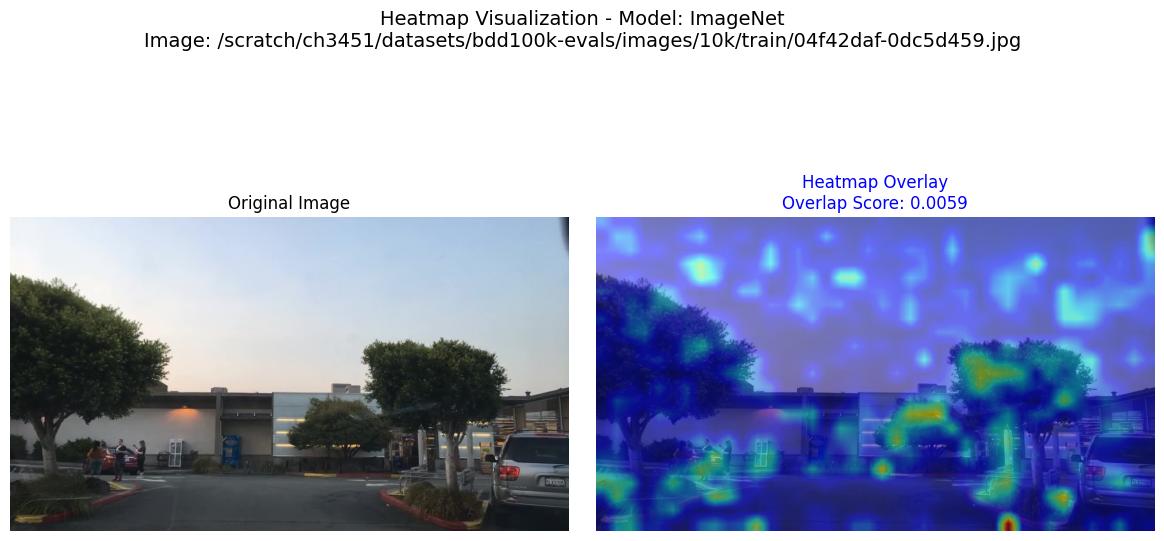 Heatmap Visualization - Model: ImageNet
Image: /scratch/ch3451/datasets/bdd100k-evals/images/10k/train/04f42daf-0dc5d459.jpg
Original Image
Heatmap Overlay
Overlap Score: 0.0059